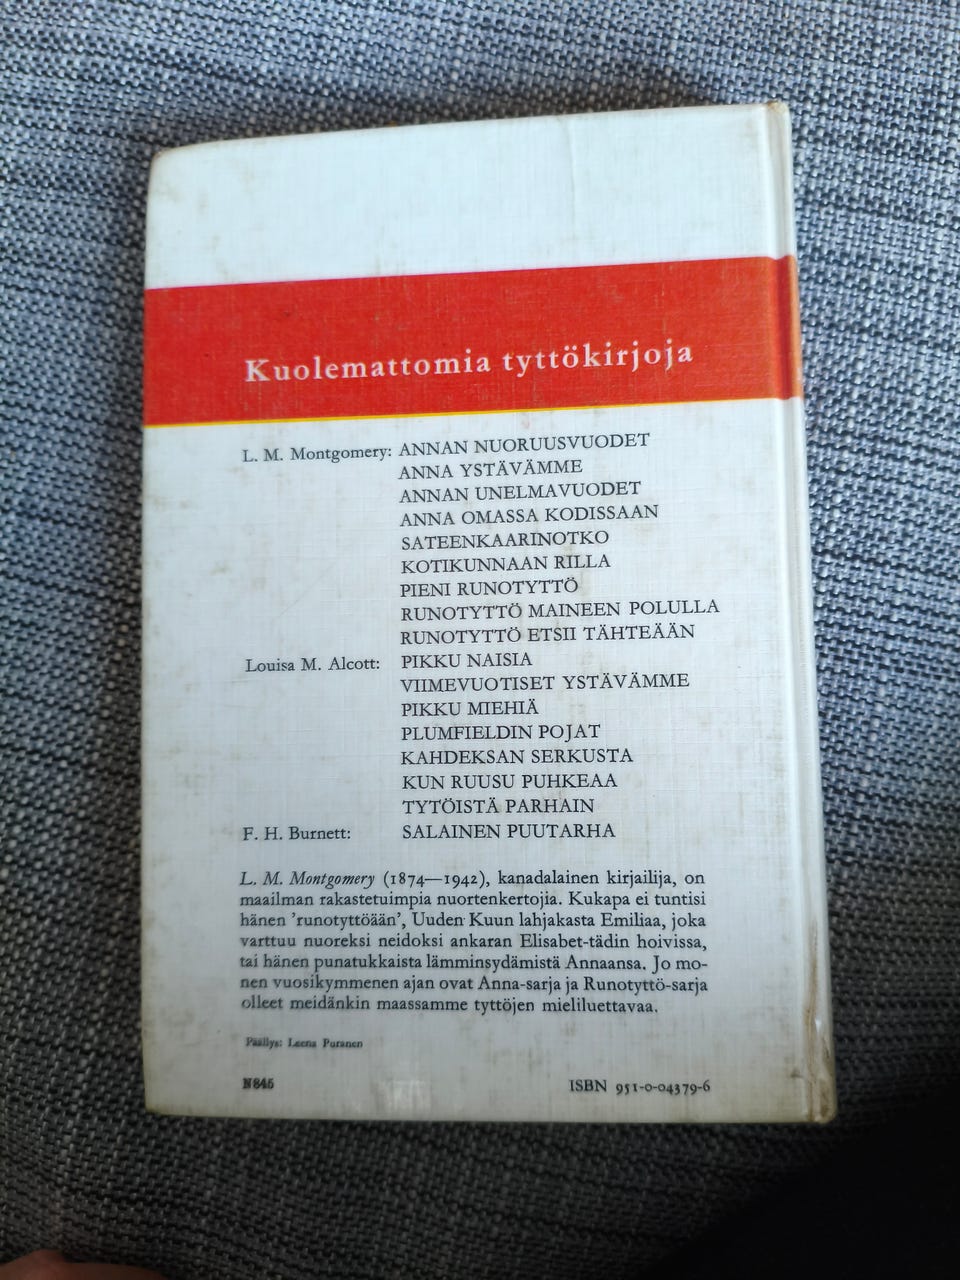 Kuolemattomia tyttökirjoja
L. M. Montgomery: ANNAN NUORUUSVUODET
ANNA YSTÄVÄMME
ANNAN UNELMAVUODET
ANNA OMASSA KODISSAAN
SATEENKAARINOTKO
KOTIKUNNAAN RILLA
PIENI RUNOTYTTÖ
RUNOTYTTÖ MAINEEN POLULLA
RUNOTYTTÖ ETSII TÄHTEÄÄN
Louisa M. Alcott: PIKKU NAISIA
VIIMEVUOTISET YSTÄVÄMME
PIKKU MIEHIÄ
PLUMFIELDIN POJAT
KAHDEKSAN SERKUSTA
KUN RUUSU PUHKEAA
TYTÖISTÄ PARHAIN
F. H. Burnett: SALAINEN PUUTARHA
L. M. Montgomery (1874—1942), kanadalainen kirjailija, on
maailman rakastetuimpia nuortenkertojia. Kukapa ei tuntisi
hänen ’runotyttöään’, Uuden Kuun lahjakasta Emiliaa, joka
varttuu nuoreksi neidoksi ankaran Elisabet-tädin hoivissa,
tai hänen punatukkaista lämminsydämistä Annaansa. Jo mo-
nen vuosikymmenen ajan ovat Anna-sarja ja Runotyttö-sarja
olleet meidänkin maassamme tyttöjen mieliluettavaa.
Päällys: Leena Puranen
N845 ISBN 951-0-04379-6